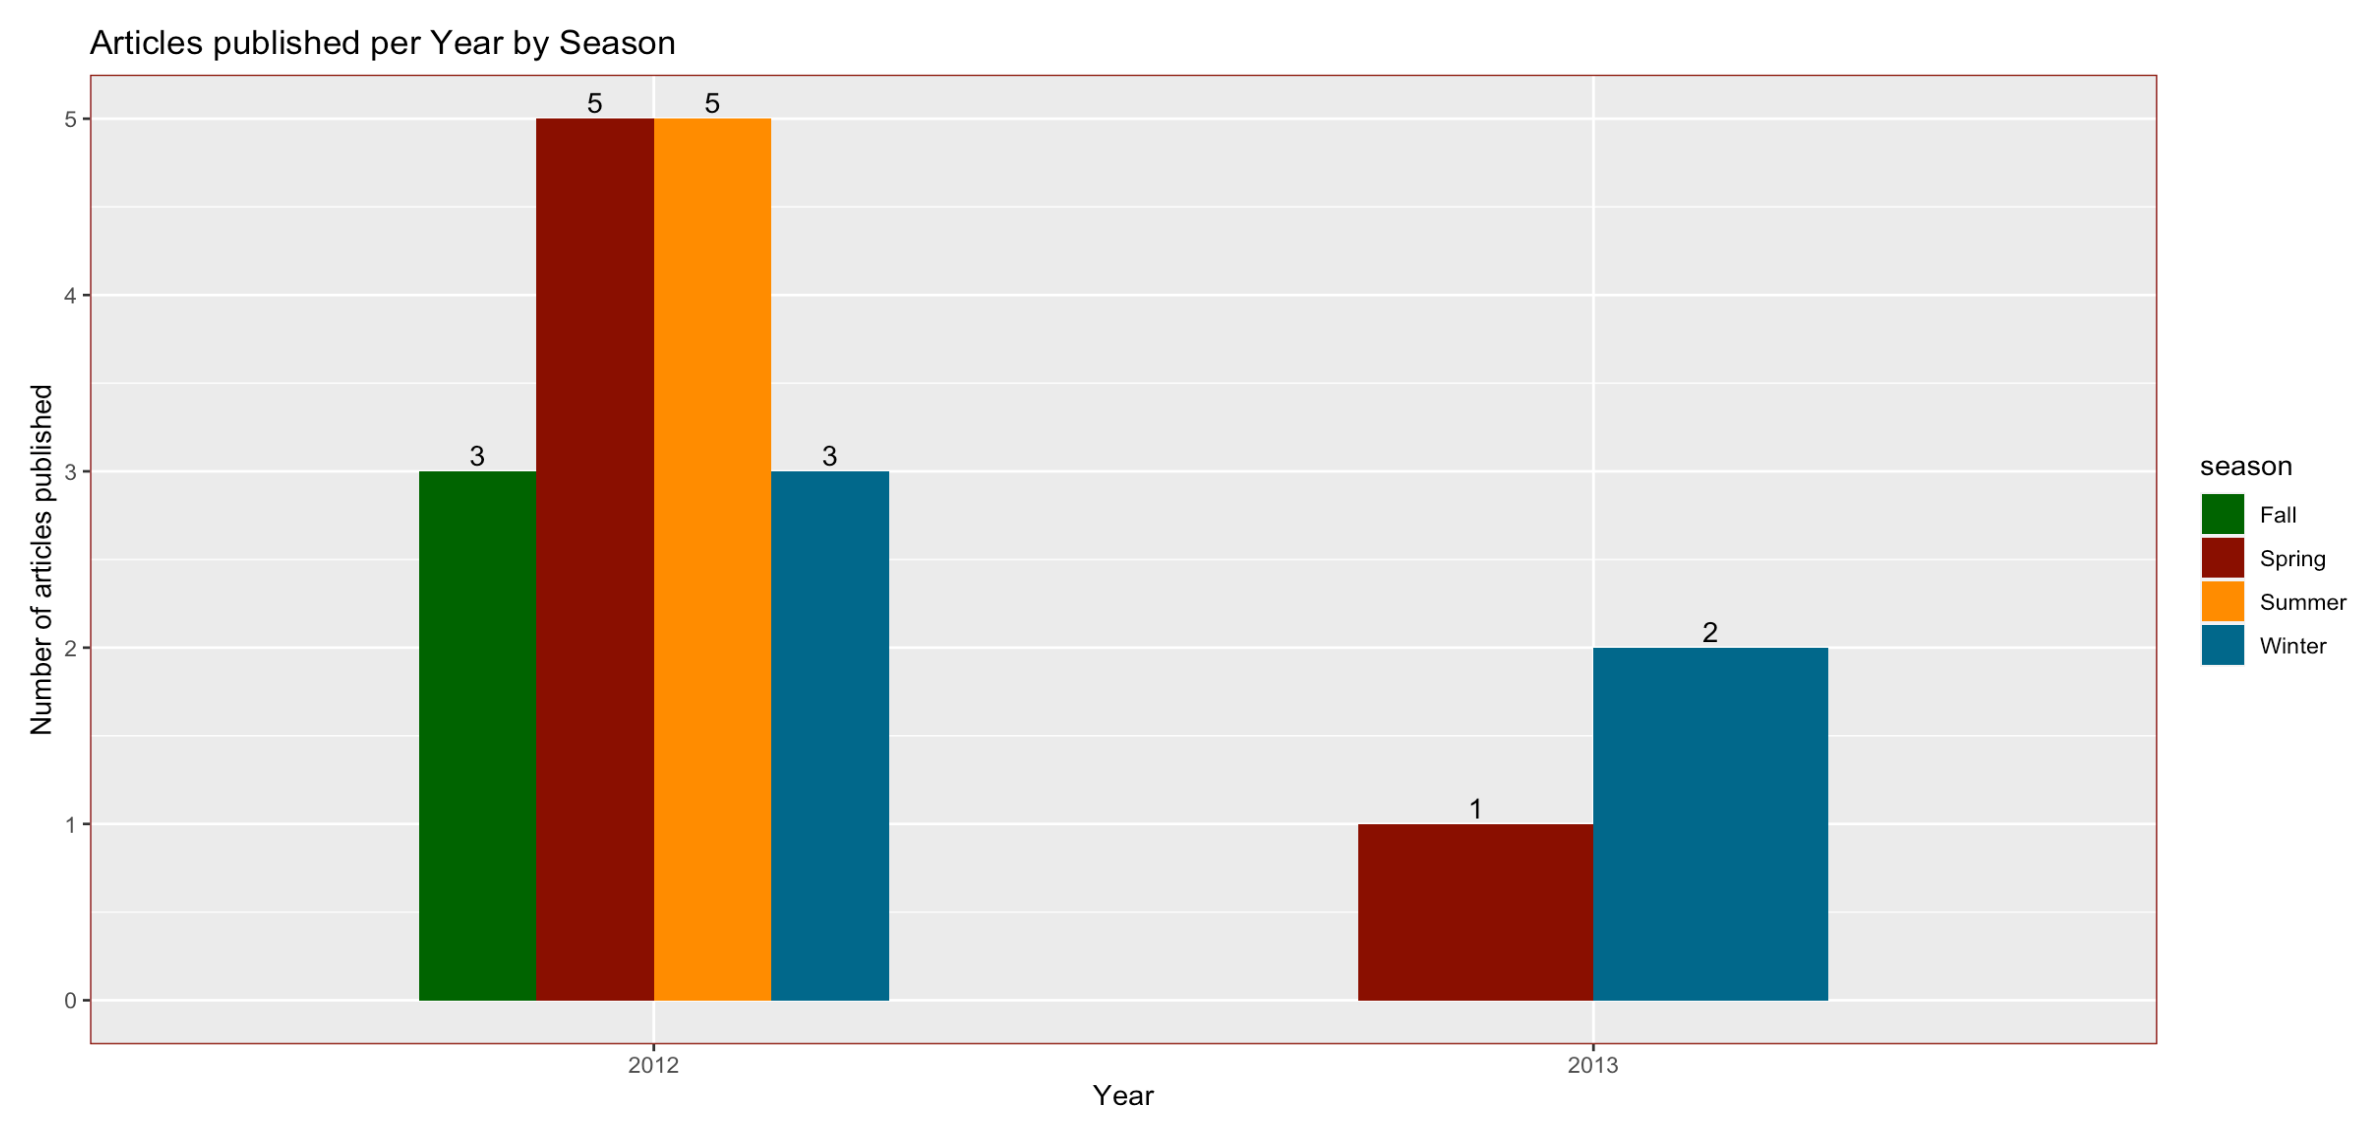 Articles published per Year by Season
Number of articles published
5
4
3
2
1
0
3
5
5
3
1
2
2012
2013
Year
season
Fall
Spring
Summer
Winter